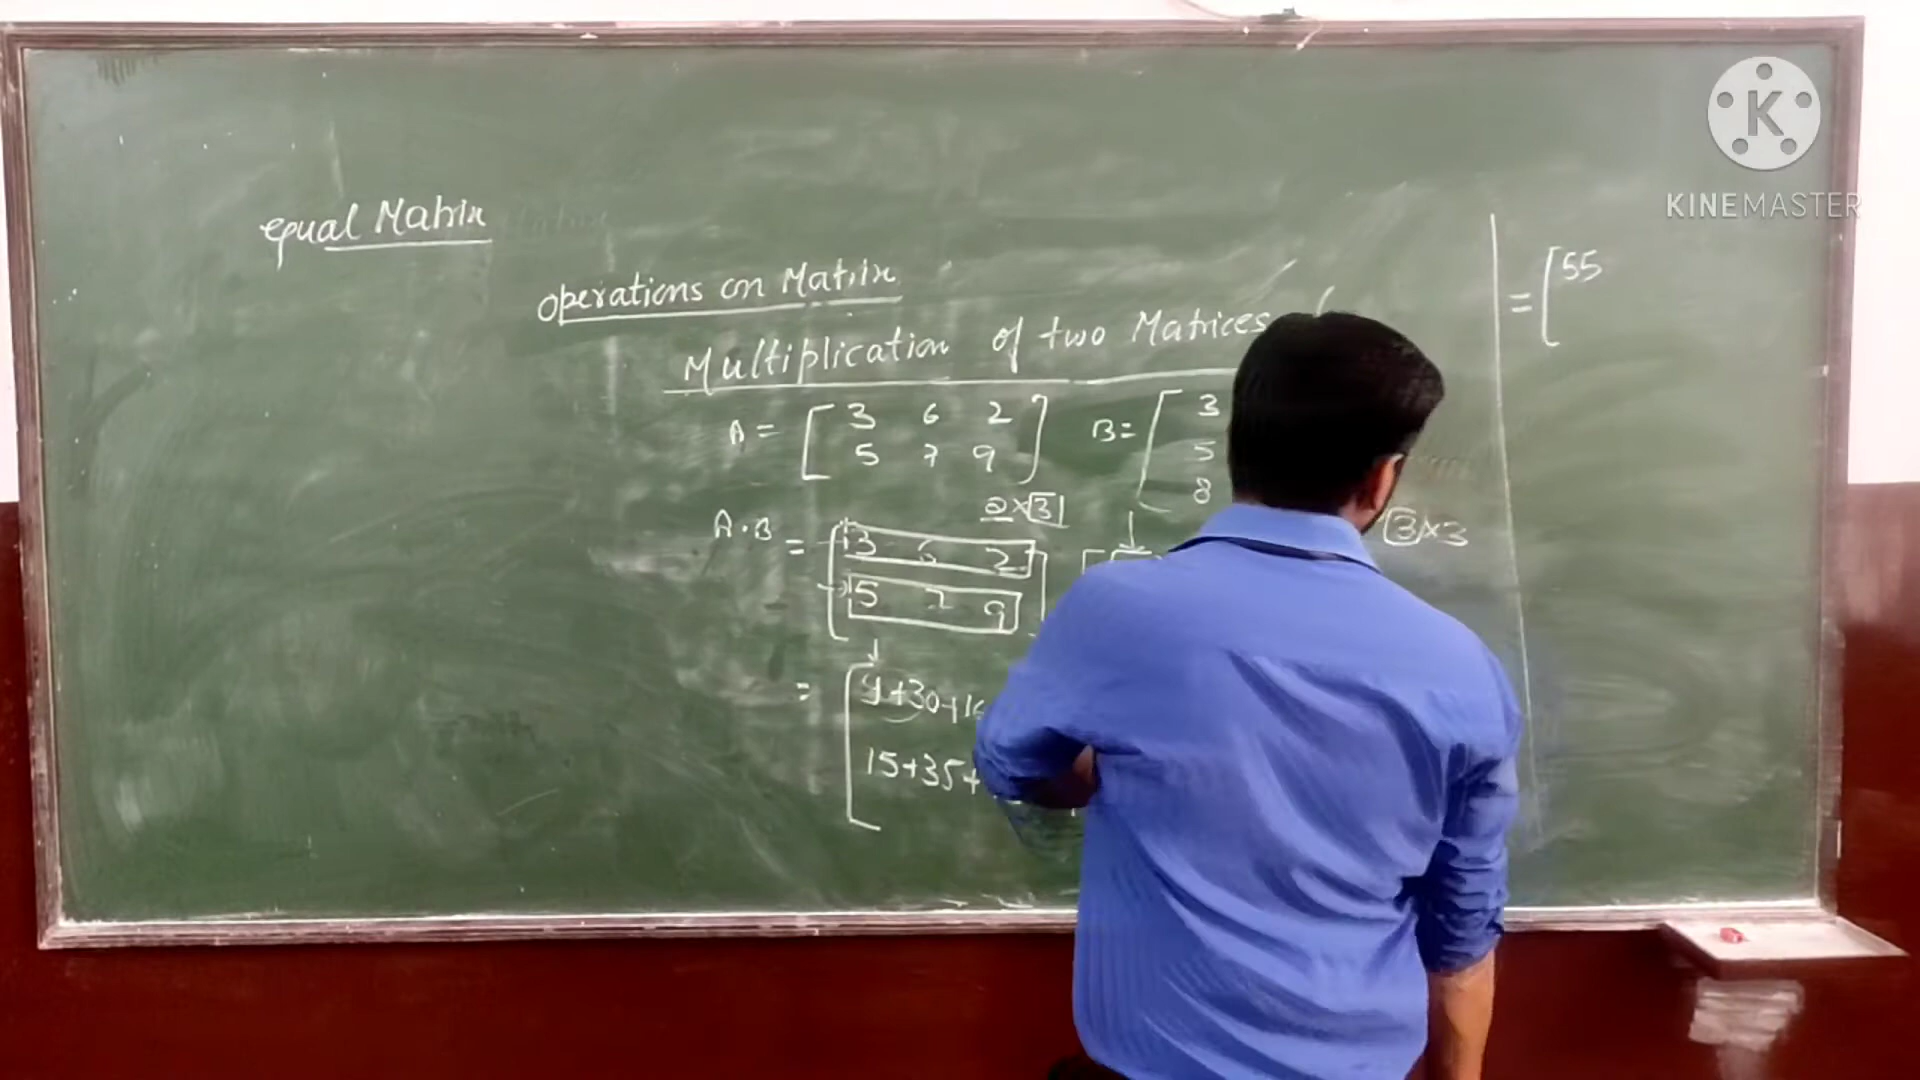 equal Matrix
operations on Matrix
Multiplication of two Matrices
A = [ 3 6 2
5 7 9 ]
2×3
B = [ 3
5
8
3×3
A·B = [ 3 6 2
5 7 9 ] [
= [ 9+30+16
15+35+
= [ 55
K
KINEMASTER